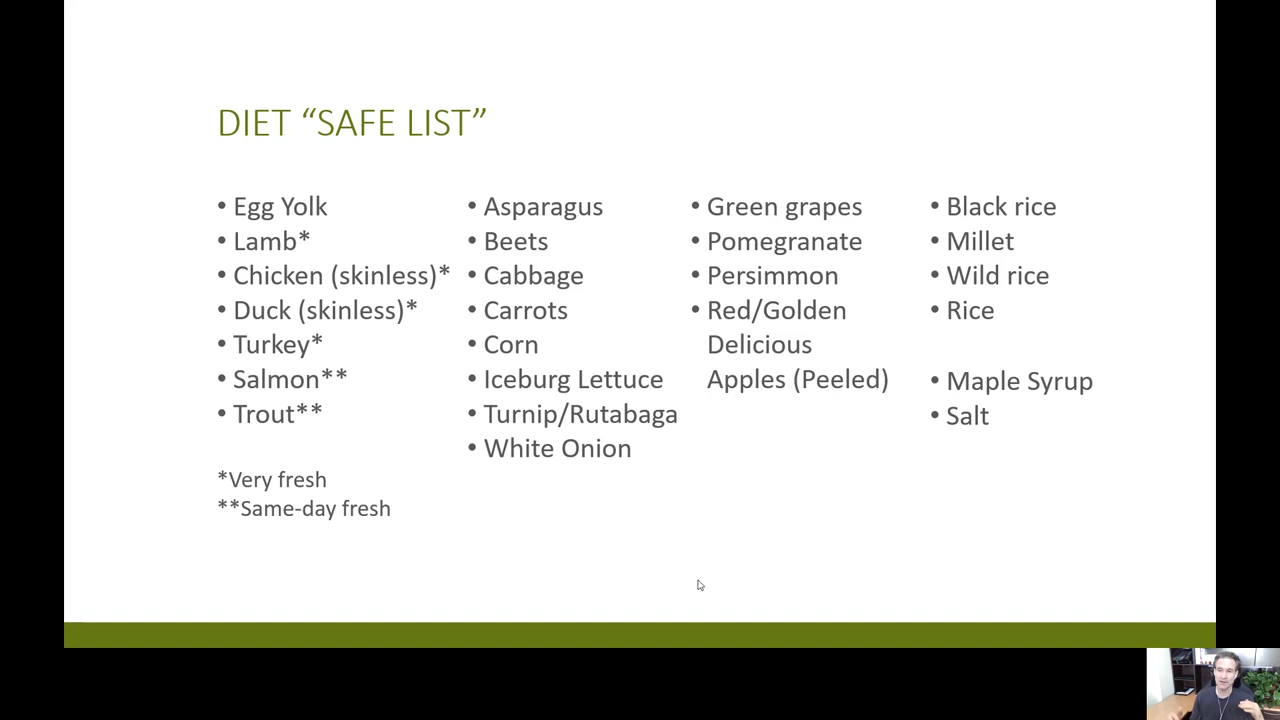 DIET “SAFE LIST”
• Egg Yolk
• Lamb*
• Chicken (skinless)*
• Duck (skinless)*
• Turkey*
• Salmon**
• Trout**
*Very fresh
**Same-day fresh
• Asparagus
• Beets
• Cabbage
• Carrots
• Corn
• Iceburg Lettuce
• Turnip/Rutabaga
• White Onion
• Green grapes
• Pomegranate
• Persimmon
• Red/Golden
Delicious
Apples (Peeled)
• Black rice
• Millet
• Wild rice
• Rice
• Maple Syrup
• Salt